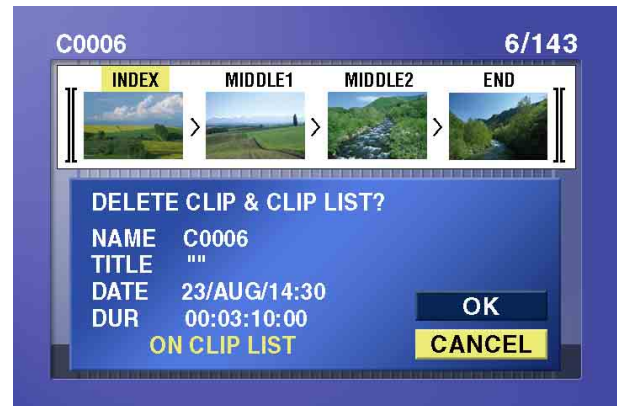 C0006 6/143
INDEX MIDDLE1 MIDDLE2 END
DELETE CLIP & CLIP LIST?
NAME C0006
TITLE ""
DATE 23/AUG/14:30
DUR 00:03:10:00
OK
ON CLIP LIST
CANCEL